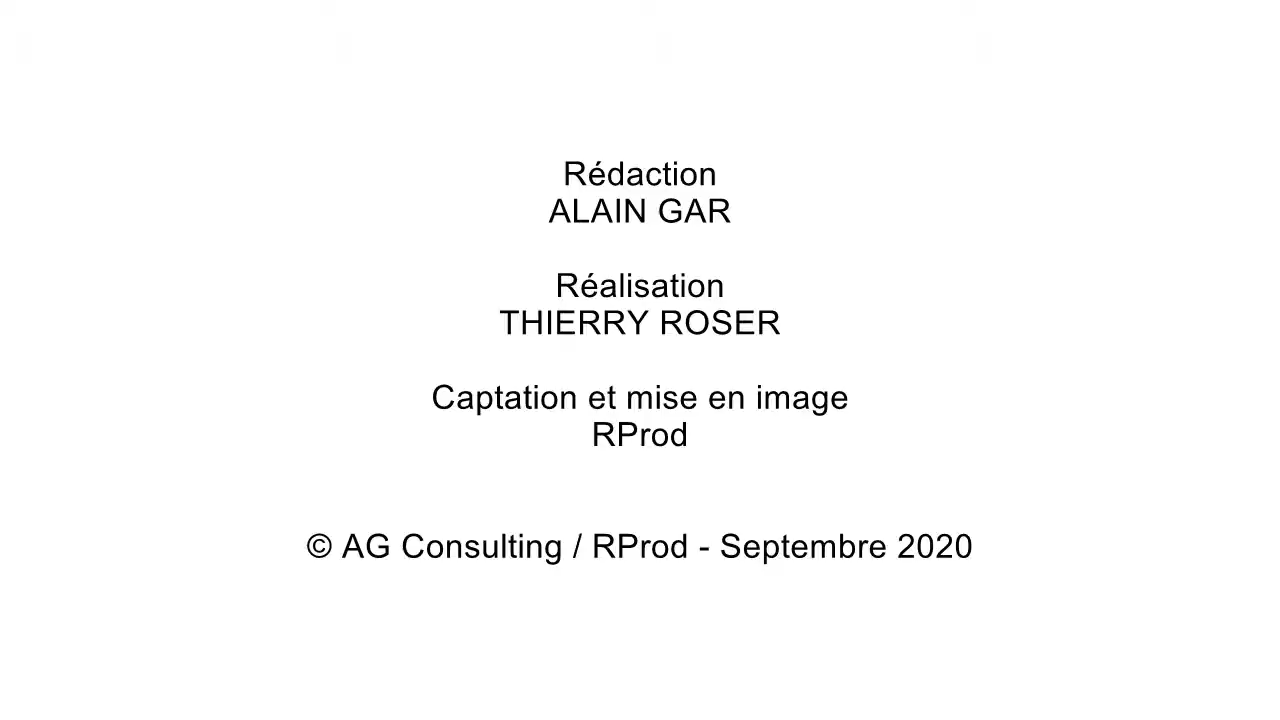 Rédaction
ALAIN GAR
Réalisation
THIERRY ROSER
Captation et mise en image
RProd
© AG Consulting / RProd - Septembre 2020